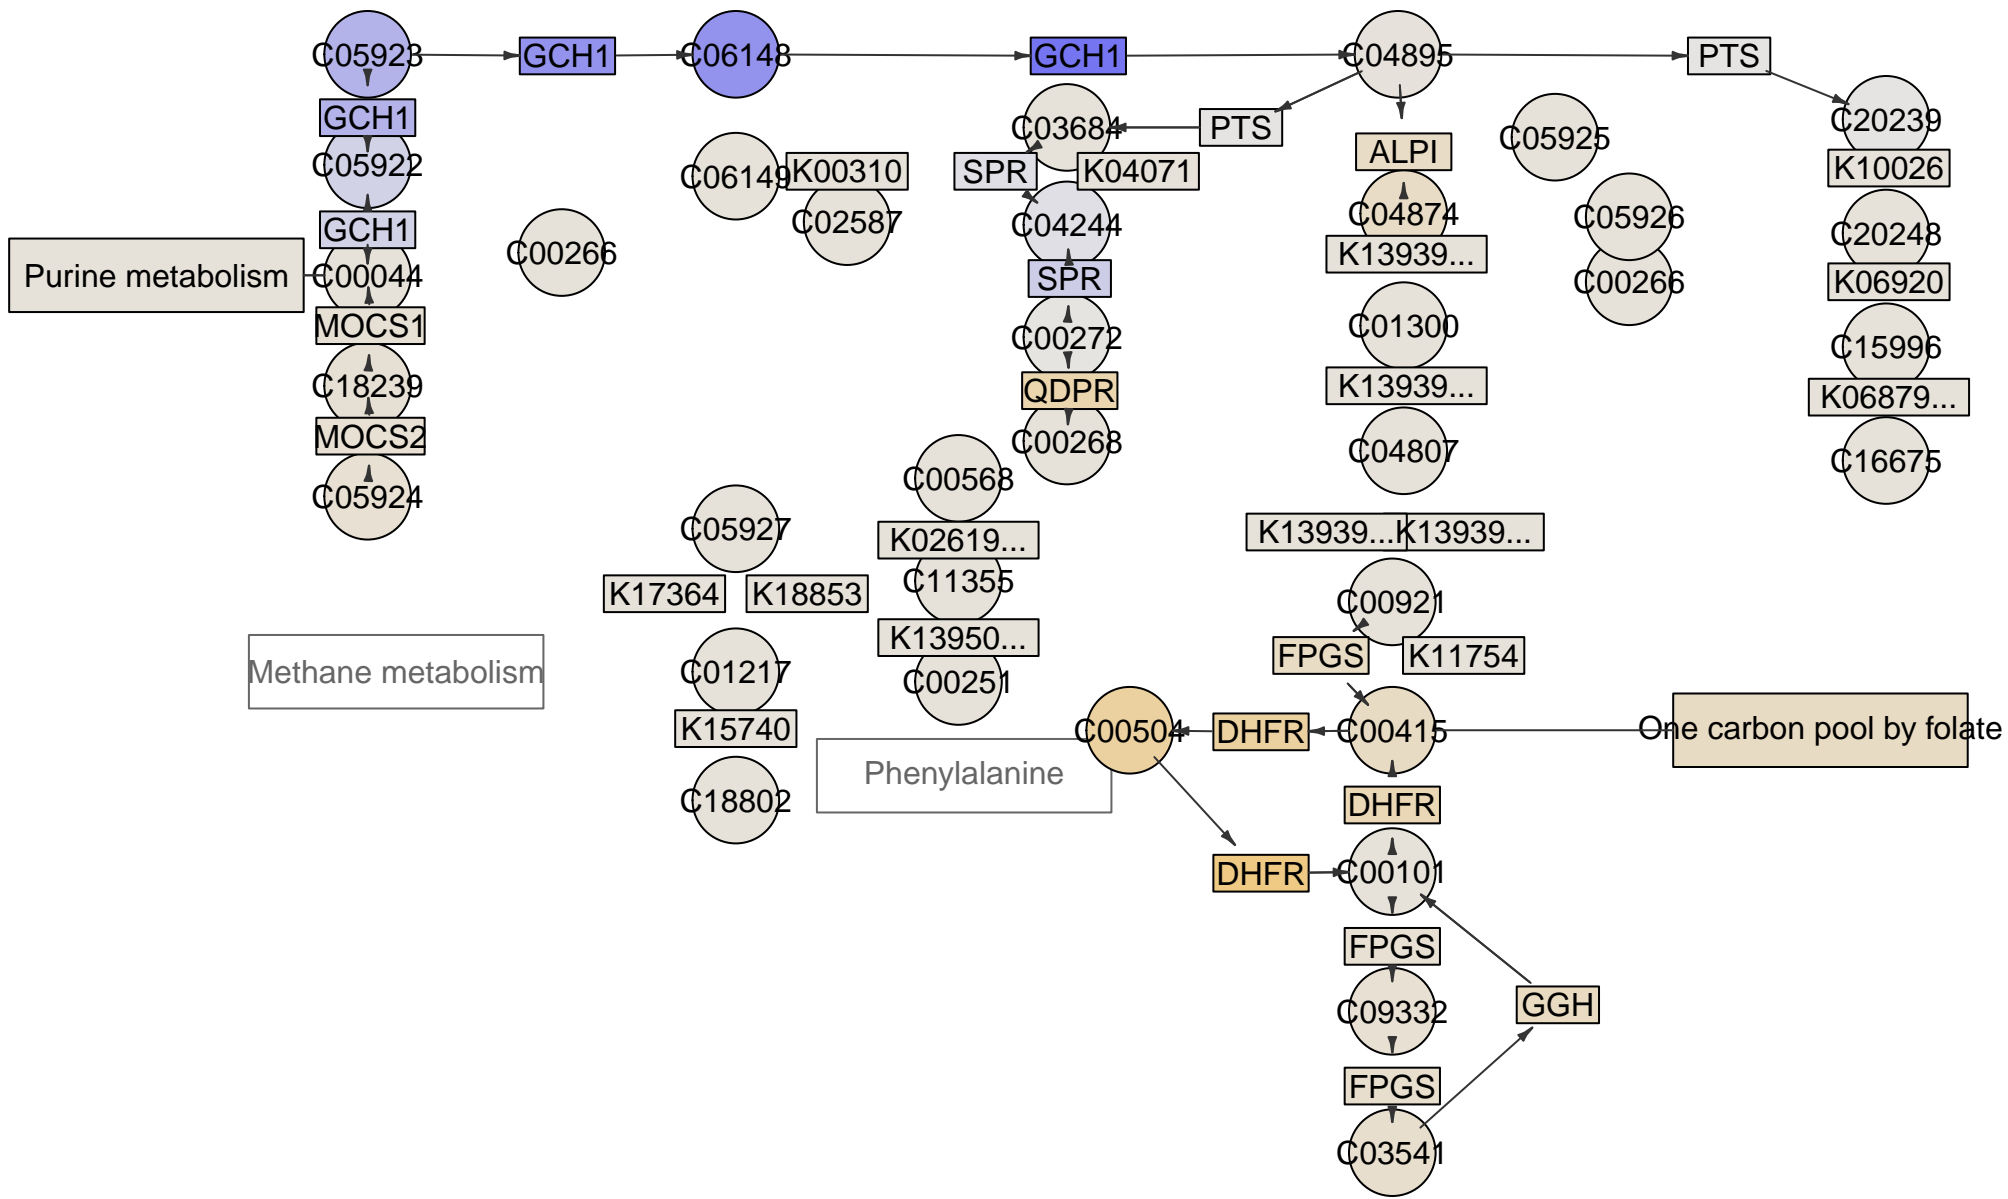 C05923
GCH1
C06148
GCH1
C04895
PTS
GCH1
C03684
PTS
C20239
C05922
C06149
K00310
SPR
K04071
ALPI
C05925
K10026
GCH1
C00266
C02587
C04244
C04874
C05926
C20248
Purine metabolism
C00044
SPR
K13939...
C00266
K06920
MOCS1
C00272
C01300
C15996
C18239
QDPR
K13939...
K06879...
MOCS2
C00268
C04807
C16675
C05924
C00568
C05927
K02619...
K13939...
K13939...
K17364
K18853
C11355
C00921
Methane metabolism
C01217
K13950...
FPGS
K11754
C00251
K15740
C00504
DHFR
C00415
One carbon pool by folate
Phenylalanine
C18802
DHFR
DHFR
C00101
FPGS
C09332
GGH
FPGS
C03541